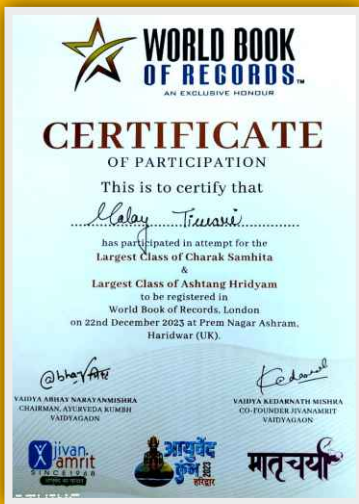 WORLD BOOK
OF RECORDS™
AN EXCLUSIVE HONOUR
CERTIFICATE
OF PARTICIPATION
This is to certify that
Malay Tiwari
has participated in attempt for the
Largest Class of Charak Samhita
&
Largest Class of Ashtang Hridyam
to be registered in
World Book of Records, London
on 22nd December 2023 at Prem Nagar Ashram,
Haridwar (UK).
VAIDYA ABHAY NARAYANMISHRA
CHAIRMAN, AYURVEDA KUMBH
VAIDYAGAON
VAIDYA KEDARNATH MISHRA
CO-FOUNDER JIVANAMRIT
VAIDYAGAON
jivan.
amrit
SINCE1968
आयुर्वेद
कुंभ 2023
हरिद्वार
मातृचर्या